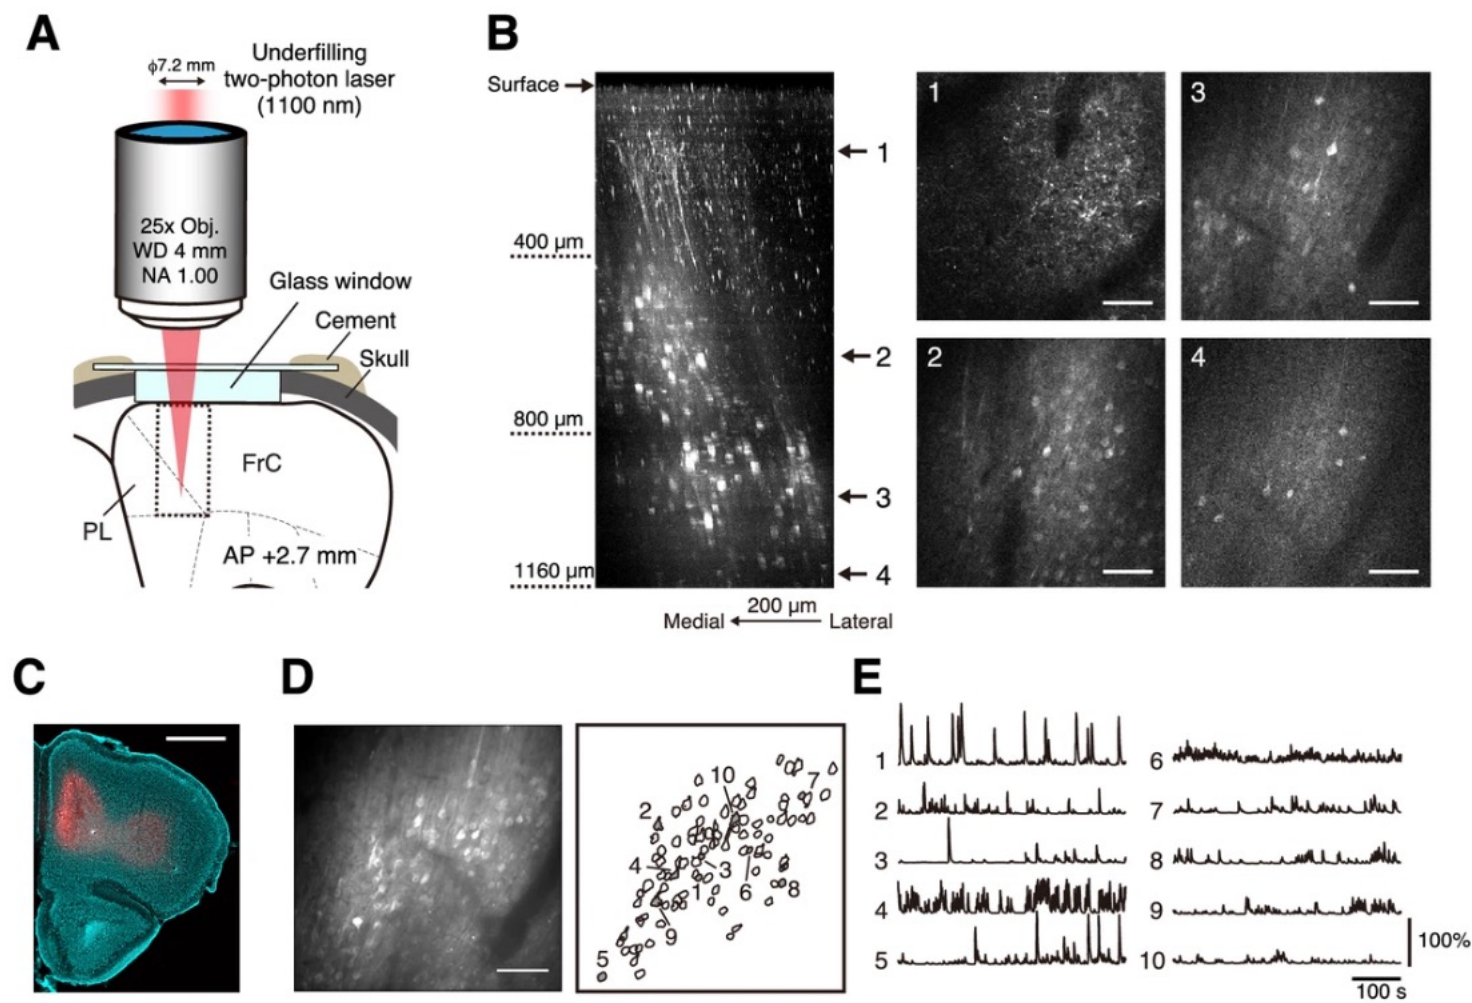 A
ϕ7.2 mm
Underfilling
two-photon laser
(1100 nm)
25x Obj.
WD 4 mm
NA 1.00
Glass window
Cement
Skull
FrC
PL
AP +2.7 mm
B
Surface
400 µm
800 µm
1160 µm
1
2
3
4
200 µm
Medial
Lateral
1
3
2
4
C
D
10
7
2
4
3
1
6
8
9
5
E
1
2
3
4
5
6
7
8
9
10
100%
100 s